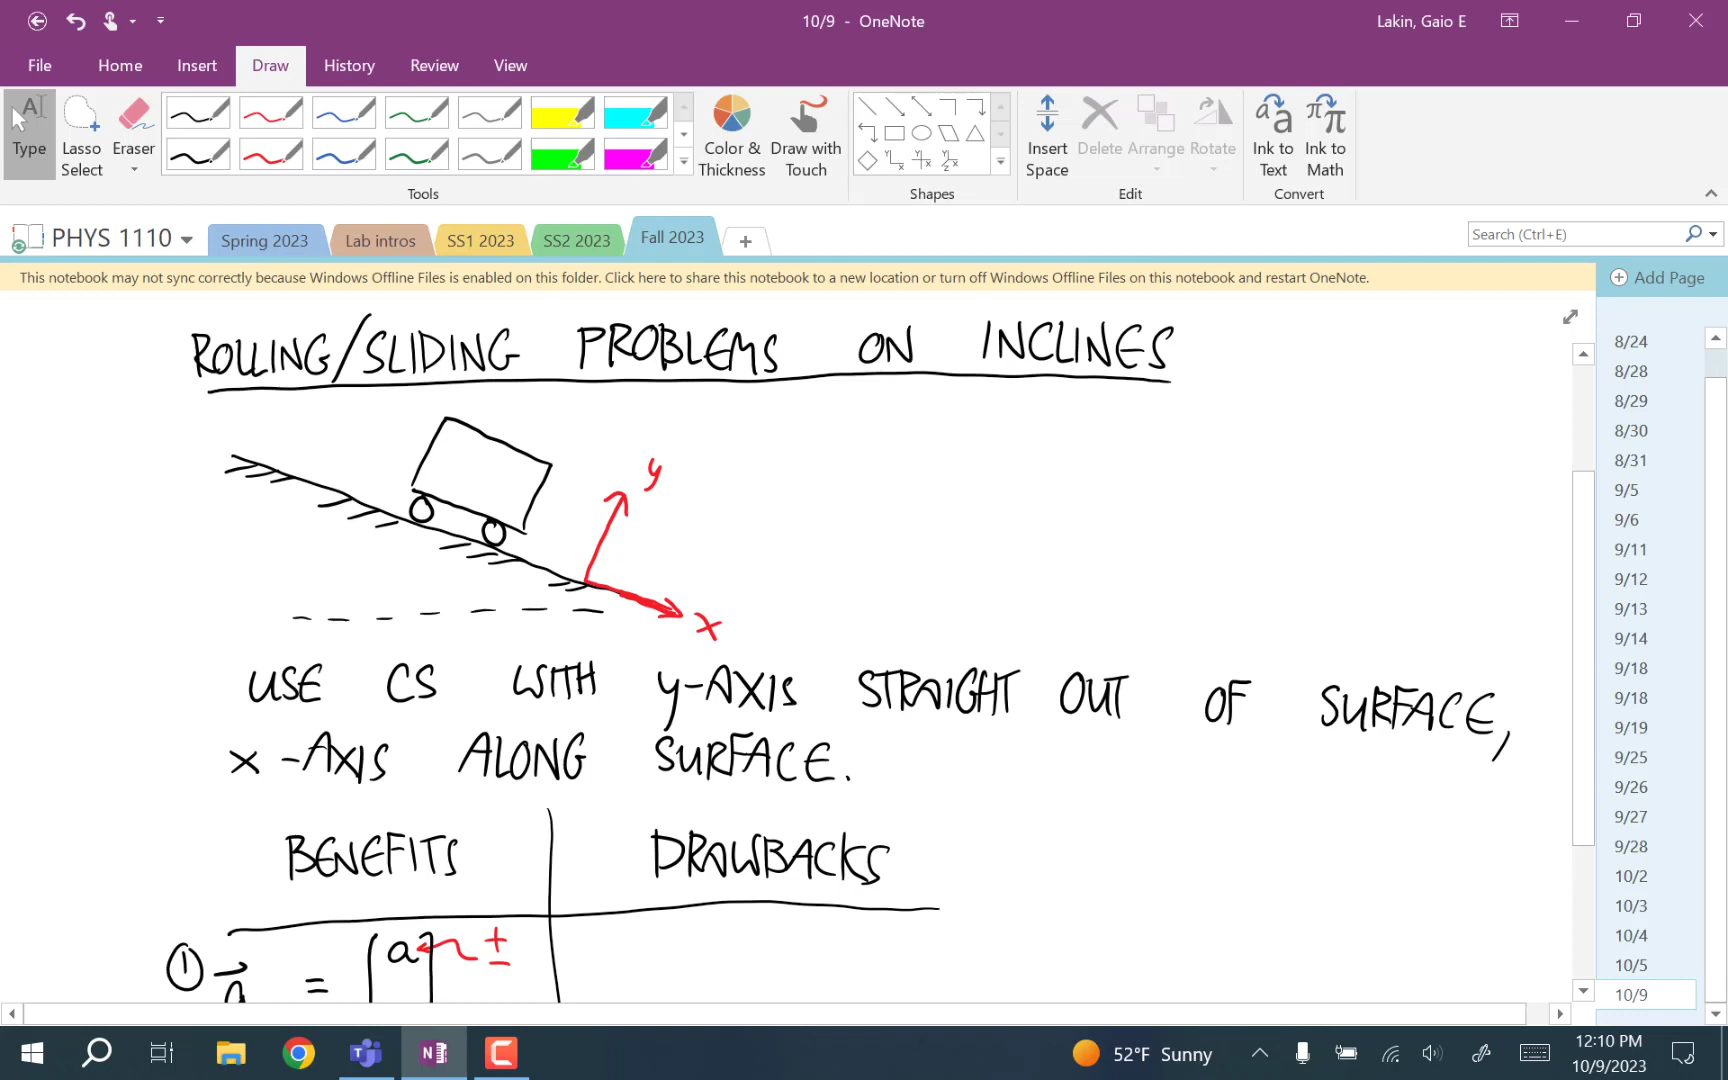 10/9 - OneNote
Lakin, Gaio E
File Home Insert Draw History Review View
Type
Lasso Select
Eraser
Color & Thickness
Draw with Touch
Insert Space
Delete
Arrange
Rotate
Ink to Text
Ink to Math
Tools
Shapes
Edit
Convert
PHYS 1110
Spring 2023
Lab intros
SS1 2023
SS2 2023
Fall 2023
Search (Ctrl+E)
This notebook may not sync correctly because Windows Offline Files is enabled on this folder. Click here to share this notebook to a new location or turn off Windows Offline Files on this notebook and restart OneNote.
Add Page
ROLLING/SLIDING PROBLEMS ON INCLINES
y
x
USE CS WITH y-AXIS STRAIGHT OUT OF SURFACE,
x-AXIS ALONG SURFACE.
BENEFITS DRAWBACKS
① a = [a] ±
8/24
8/28
8/29
8/30
8/31
9/5
9/6
9/11
9/12
9/13
9/14
9/18
9/18
9/19
9/25
9/26
9/27
9/28
10/2
10/3
10/4
10/5
10/9
52°F Sunny
12:10 PM
10/9/2023